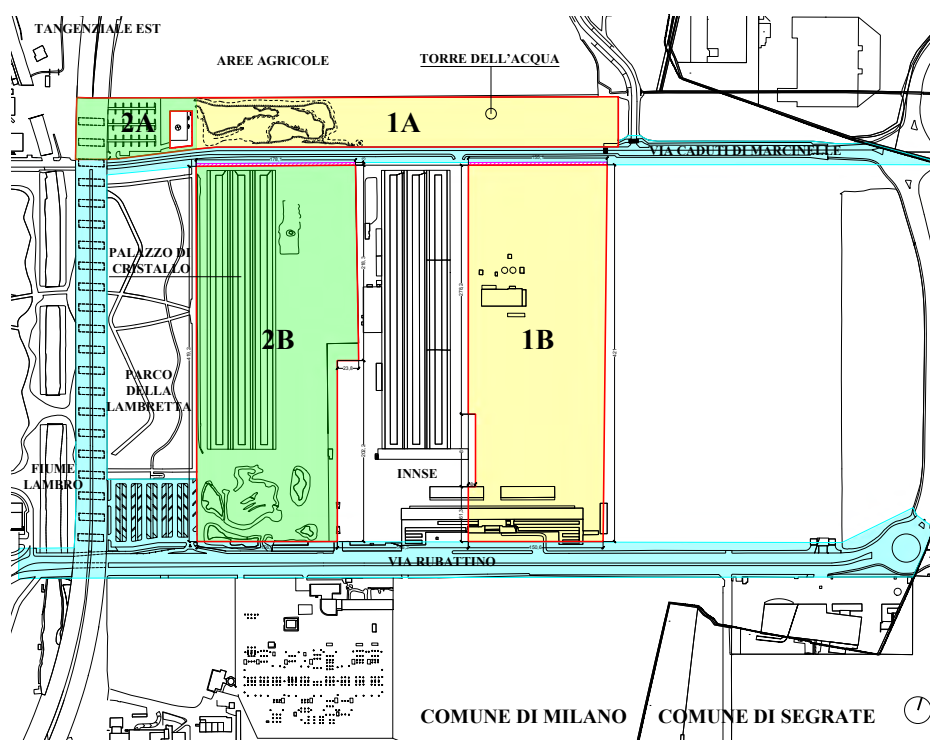 TANGENZIALE EST
AREE AGRICOLE
TORRE DELL'ACQUA
2A
1A
VIA CADUTI DI MARCINELLE
PALAZZO DI
CRISTALLO
2B
1B
PARCO
DELLA
LAMBRETTA
FIUME
LAMBRO
INNSE
VIA RUBATTINO
COMUNE DI MILANO
COMUNE DI SEGRATE